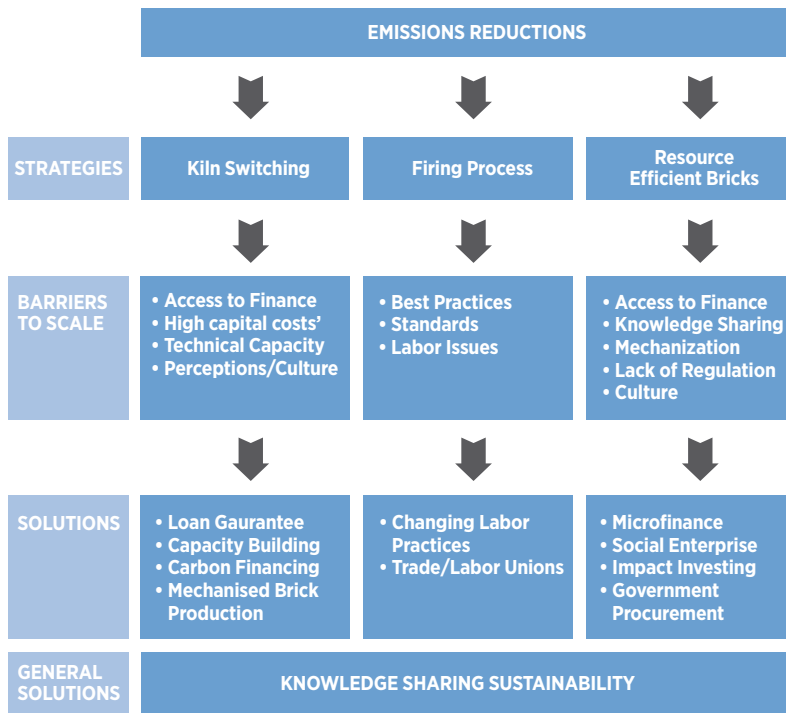 EMISSIONS REDUCTIONS
STRATEGIES
Kiln Switching
Firing Process
Resource
Efficient Bricks
BARRIERS
TO SCALE
• Access to Finance
• High capital costs’
• Technical Capacity
• Perceptions/Culture
• Best Practices
• Standards
• Labor Issues
• Access to Finance
• Knowledge Sharing
• Mechanization
• Lack of Regulation
• Culture
SOLUTIONS
• Loan Gaurantee
• Capacity Building
• Carbon Financing
• Mechanised Brick
Production
• Changing Labor
Practices
• Trade/Labor Unions
• Microfinance
• Social Enterprise
• Impact Investing
• Government
Procurement
GENERAL
SOLUTIONS
KNOWLEDGE SHARING SUSTAINABILITY